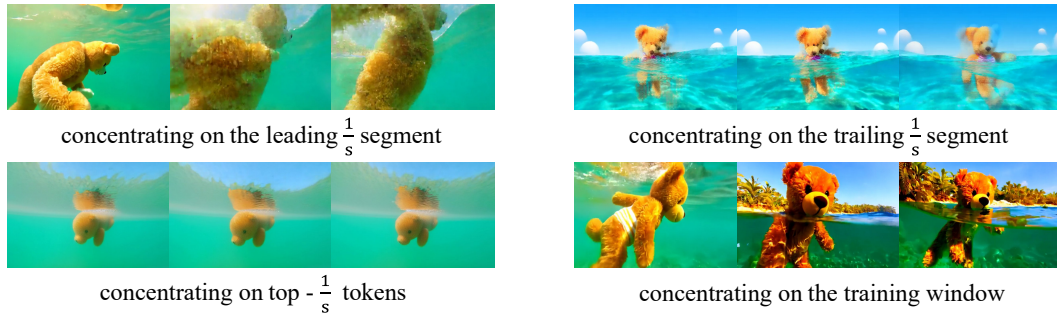 concentrating on the leading 1/s segment
concentrating on the trailing 1/s segment
concentrating on top - 1/s tokens
concentrating on the training window